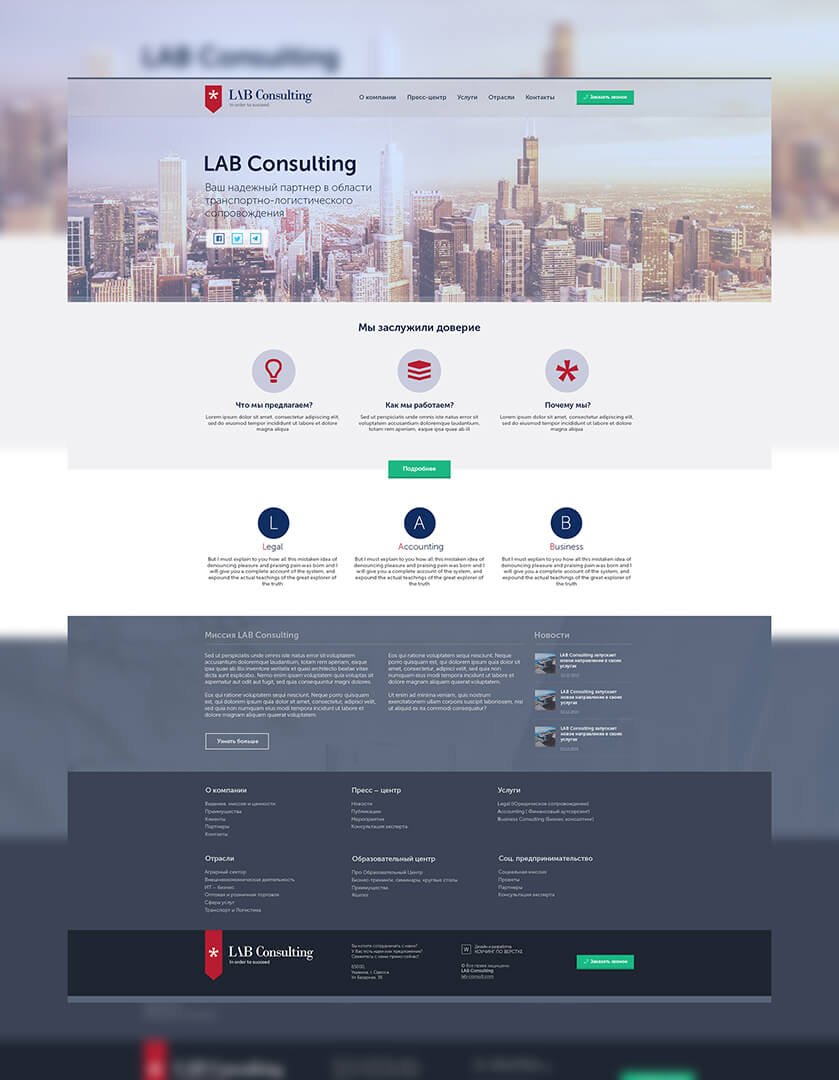 LAB Consulting
LAB Consulting
In order to succeed
О компании
Пресс-центр
Услуги
Отрасли
Контакты
Заказать звонок
LAB Consulting
Ваш надежный партнер в области
транспортно-логистического
сопровождения
Мы заслужили доверие
Что мы предлагаем?
Lorem ipsum dolor sit amet, consectetur adipiscing elit,
sed do eiusmod tempor incididunt ut labore et dolore
magna aliqua
Как мы работаем?
Sed ut perspiciatis unde omnis iste natus error sit
voluptatem accusantium doloremque laudantium,
totam rem aperiam, eaque ipsa quae ab illi
Почему мы?
Lorem ipsum dolor sit amet, consectetur adipiscing elit,
sed do eiusmod tempor incididunt ut labore et dolore
magna aliqua
Подробнее
L
Legal
But I must explain to you how all this mistaken idea of
denouncing pleasure and praising pain was born and I
will give you a complete account of the system, and
expound the actual teachings of the great explorer of
the truth
A
Accounting
But I must explain to you how all this mistaken idea of
denouncing pleasure and praising pain was born and I
will give you a complete account of the system, and
expound the actual teachings of the great explorer of
the truth
B
Business
But I must explain to you how all this mistaken idea of
denouncing pleasure and praising pain was born and I
will give you a complete account of the system, and
expound the actual teachings of the great explorer of
the truth
Миссия LAB Consulting
Sed ut perspiciatis unde omnis iste natus error sit voluptatem
accusantium doloremque laudantium, totam rem aperiam, eaque
ipsa quae ab illo inventore veritatis et quasi architecto beatae vitae
dicta sunt explicabo. Nemo enim ipsam voluptatem quia voluptas sit
aspernatur aut odit aut fugit, sed quia consequuntur magni dolores.
Eos qui ratione voluptatem sequi nesciunt. Neque porro quisquam
est, qui dolorem ipsum quia dolor sit amet, consectetur, adipisci velit,
sed quia non numquam eius modi tempora incidunt ut labore et
dolore magnam aliquam quaerat voluptatem.
Eos qui ratione voluptatem sequi nesciunt. Neque
porro quisquam est, qui dolorem ipsum quia dolor sit
amet, consectetur, adipisci velit, sed quia non numquam
eius modi tempora incidunt ut labore et dolore magnam
aliquam quaerat voluptatem.
Ut enim ad minima veniam, quis nostrum
exercitationem ullam corporis suscipit laboriosam, nisi
ut aliquid ex ea commodi consequatur?
Узнать больше
Новости
LAB Consulting запускает
новое направление в своих
услугах
LAB Consulting запускает
новое направление в своих
услугах
LAB Consulting запускает
новое направление в своих
услугах
О компании
Видение, миссия и ценности
Преимущества
Клиенты
Партнеры
Контакты
Пресс – центр
Новости
Публикации
Мероприятия
Консультация эксперта
Услуги
Legal (Юридическое сопровождение)
Accounting (Финансовый аутсорсинг)
Business Consulting (Бизнес консалтинг)
Отрасли
Аграрный сектор
Внешнеэкономическая деятельность
ИТ – бизнес
Оптовая и розничная торговля
Сфера услуг
Транспорт и Логистика
Образовательный центр
Про Образовательный Центр
Бизнес-тренинги, семинары, круглые столы
Преимущества
Соц. предпринимательство
Социальная миссия
Проекты
Партнеры
Консультация эксперта
LAB Consulting
In order to succeed
Вы хотите сотрудничать с нами?
У Вас есть идеи или предложения?
Свяжитесь с нами прямо сейчас!
65000,
Украина, г. Одесса
W
Дизайн и разработка
КОУЧИНГ ПО ВЕРСТКЕ
© Все права защищены
LAB-Consulting
lab-consult.com
Заказать звонок